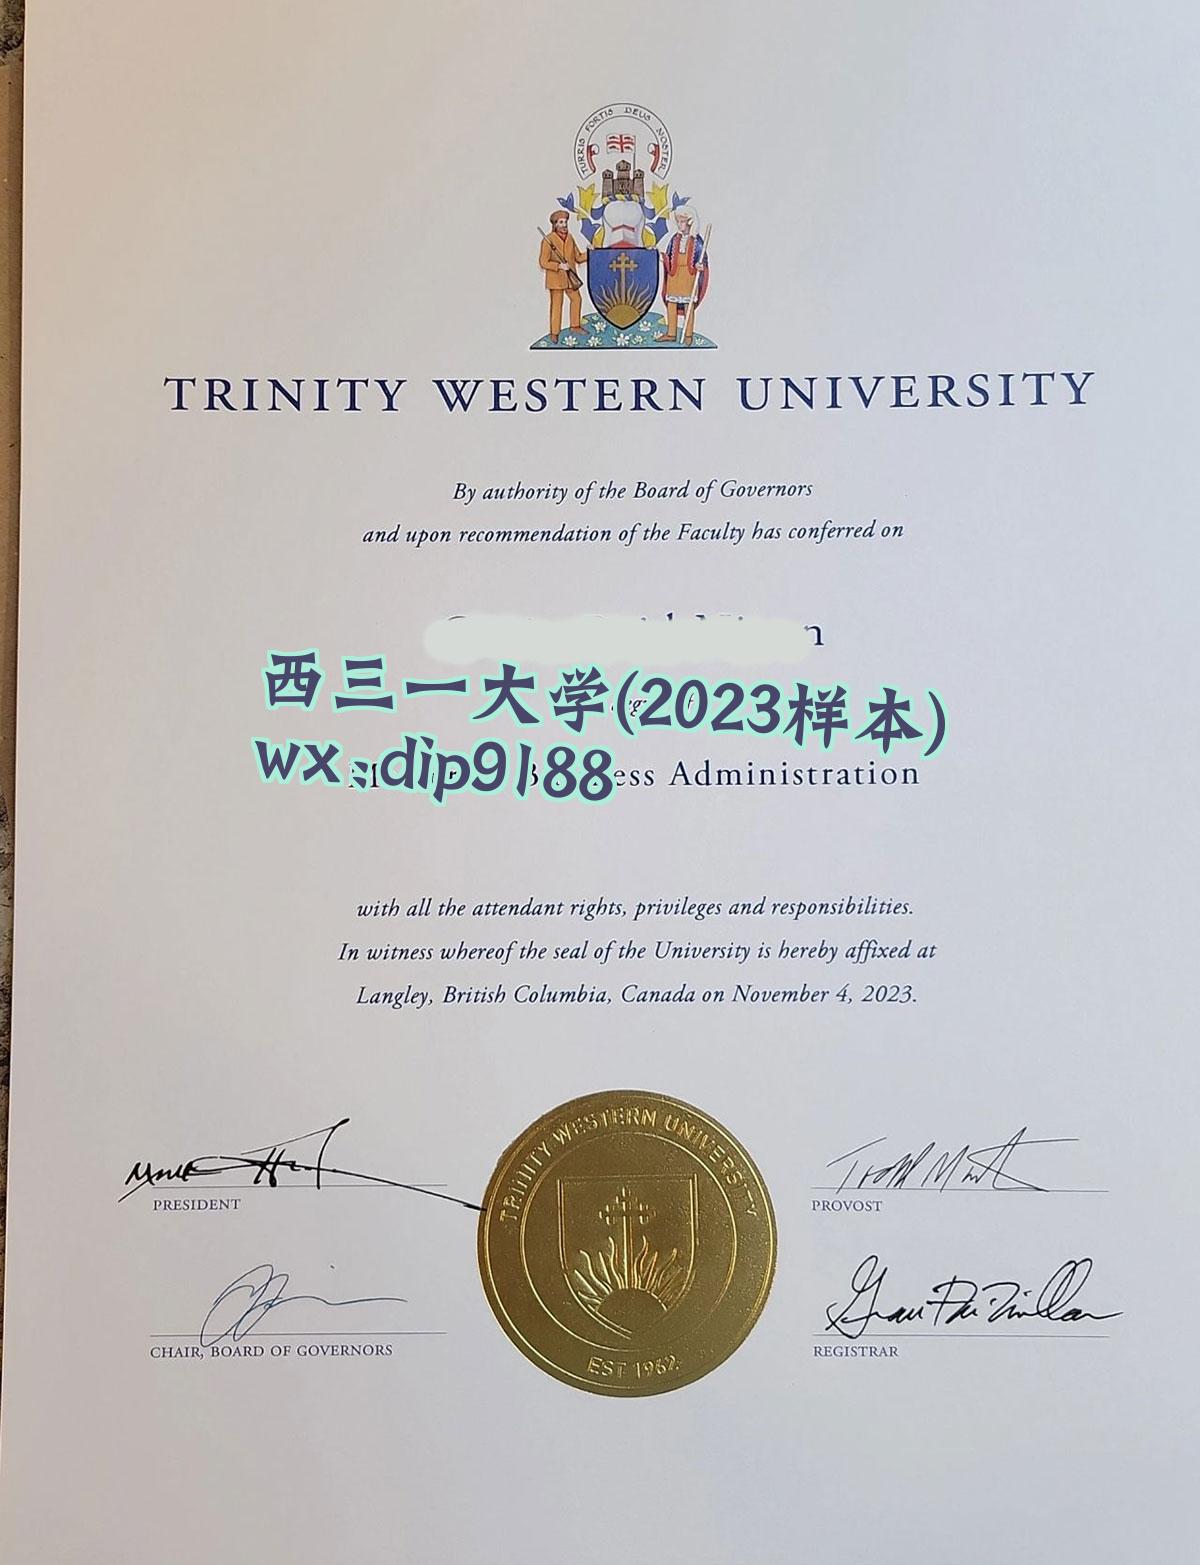 TURRIS FORTIS DEUS NOSTER
TRINITY WESTERN UNIVERSITY
By authority of the Board of Governors
and upon recommendation of the Faculty has conferred on
西三一大学(2023样本)
wx:dip9188
Administration
with all the attendant rights, privileges and responsibilities.
In witness whereof the seal of the University is hereby affixed at
Langley, British Columbia, Canada on November 4, 2023.
TRINITY WESTERN UNIVERSITY
EST 1962
PRESIDENT
PROVOST
CHAIR, BOARD OF GOVERNORS
REGISTRAR